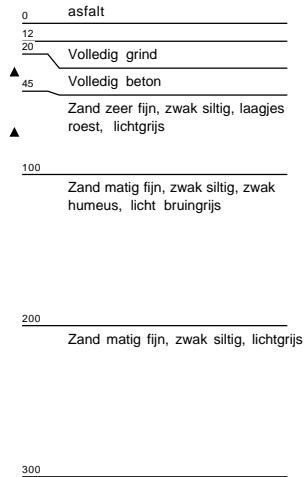 0 asfalt
12
20 Volledig grind
45 Volledig beton
Zand zeer fijn, zwak siltig, laagjes
roest, lichtgrijs
100
Zand matig fijn, zwak siltig, zwak
humeus, licht bruingrijs
200
Zand matig fijn, zwak siltig, lichtgrijs
300